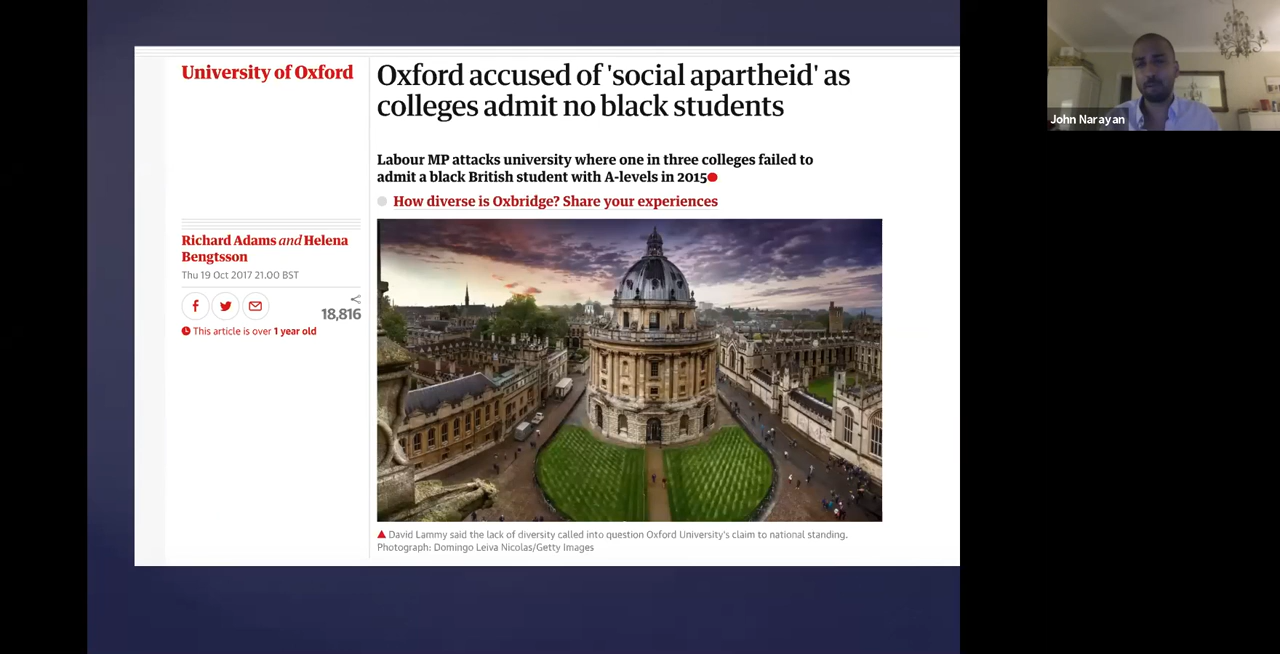 University of Oxford
Oxford accused of 'social apartheid' as
colleges admit no black students
Labour MP attacks university where one in three colleges failed to
admit a black British student with A-levels in 2015
How diverse is Oxbridge? Share your experiences
Richard Adams and Helena
Bengtsson
Thu 19 Oct 2017 21.00 BST
18,816
This article is over 1 year old
David Lammy said the lack of diversity called into question Oxford University's claim to national standing.
Photograph: Domingo Leiva Nicolas/Getty Images
John Narayan